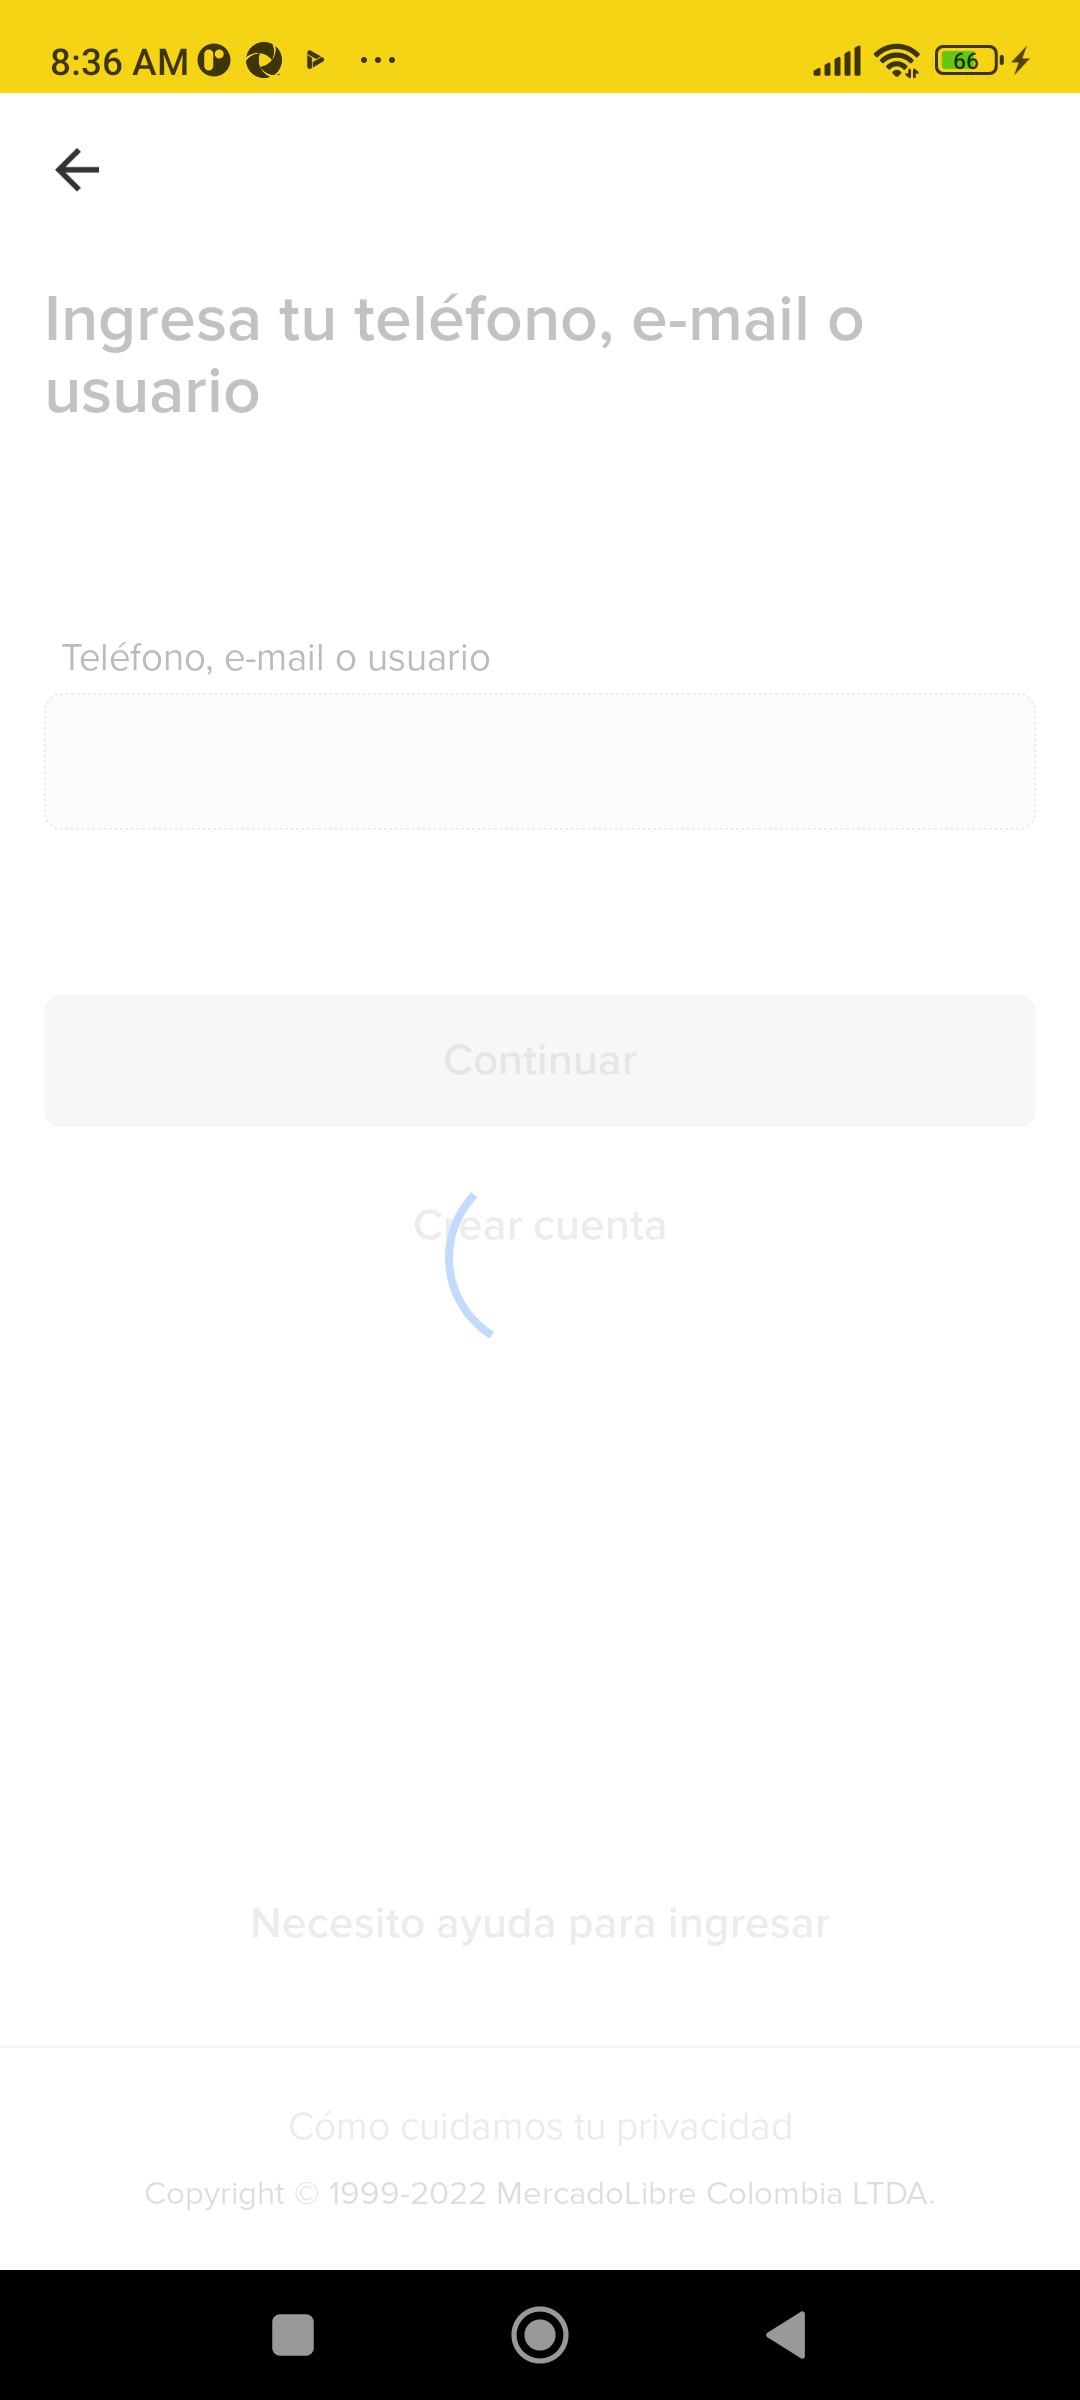 8:36 AM
66
Ingresa tu teléfono, e-mail o
usuario
Teléfono, e-mail o usuario
Continuar
Crear cuenta
Necesito ayuda para ingresar
Cómo cuidamos tu privacidad
Copyright © 1999-2022 MercadoLibre Colombia LTDA.